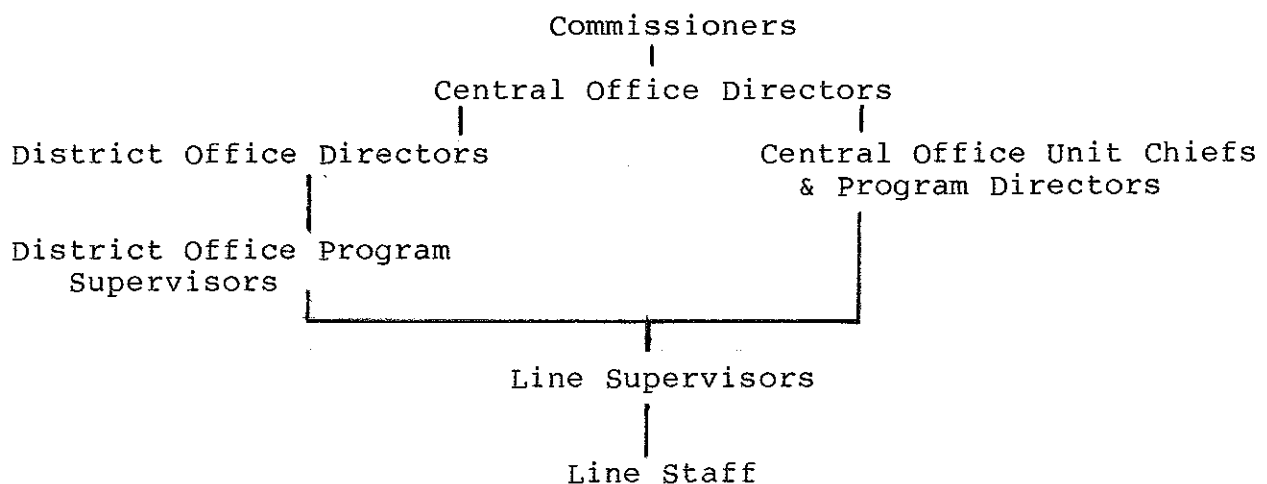 Commissioners
Central Office Directors
District Office Directors
Central Office Unit Chiefs
& Program Directors
District Office Program
Supervisors
Line Supervisors
Line Staff